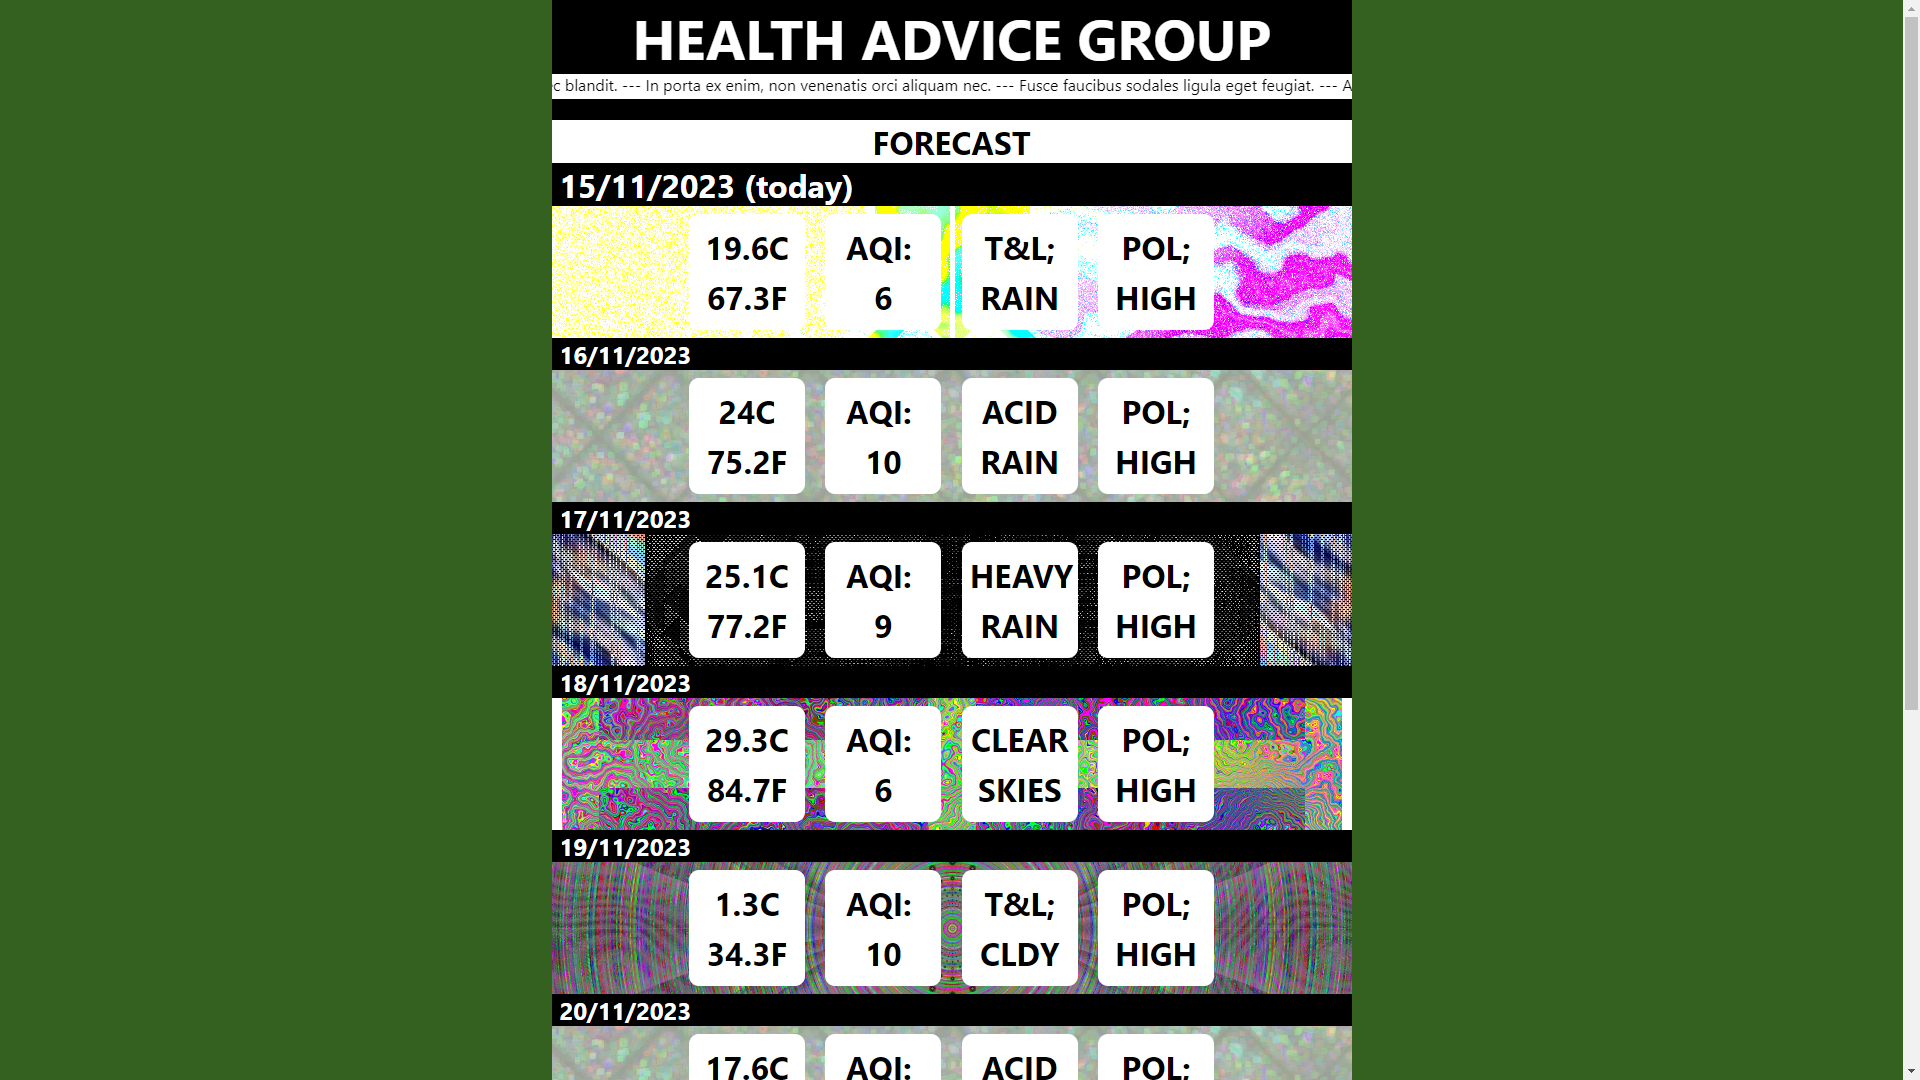 HEALTH ADVICE GROUP
c blandit. --- In porta ex enim, non venenatis orci aliquam nec. --- Fusce faucibus sodales ligula eget feugiat. --- A
FORECAST
15/11/2023 (today)
19.6C AQI: T&L; POL;
67.3F 6 RAIN HIGH
16/11/2023
24C AQI: ACID POL;
75.2F 10 RAIN HIGH
17/11/2023
25.1C AQI: HEAVY POL;
77.2F 9 RAIN HIGH
18/11/2023
29.3C AQI: CLEAR POL;
84.7F 6 SKIES HIGH
19/11/2023
1.3C AQI: T&L; POL;
34.3F 10 CLDY HIGH
20/11/2023
17.6C AQI: ACID POL;